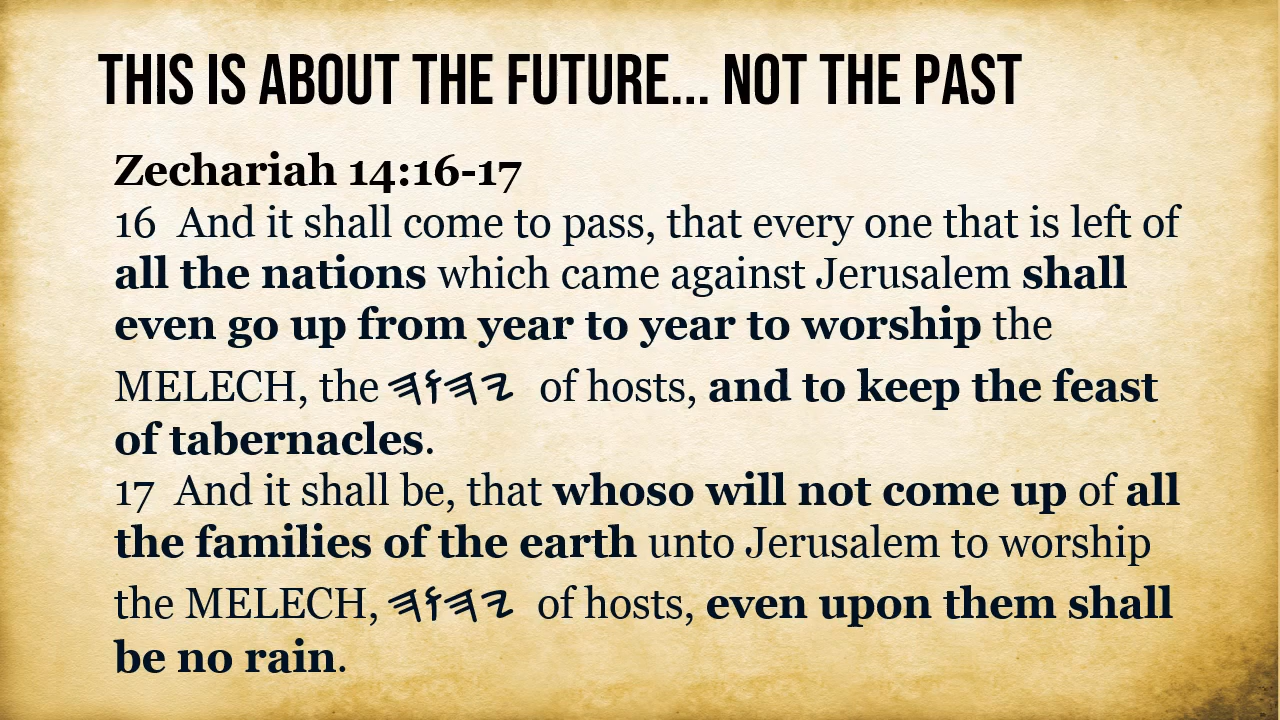 THIS IS ABOUT THE FUTURE... NOT THE PAST
Zechariah 14:16-17
16 And it shall come to pass, that every one that is left of
all the nations which came against Jerusalem shall
even go up from year to year to worship the
MELECH, the 𐤉𐤄𐤅𐤄 of hosts, and to keep the feast
of tabernacles.
17 And it shall be, that whoso will not come up of all
the families of the earth unto Jerusalem to worship
the MELECH, 𐤉𐤄𐤅𐤄 of hosts, even upon them shall
be no rain.